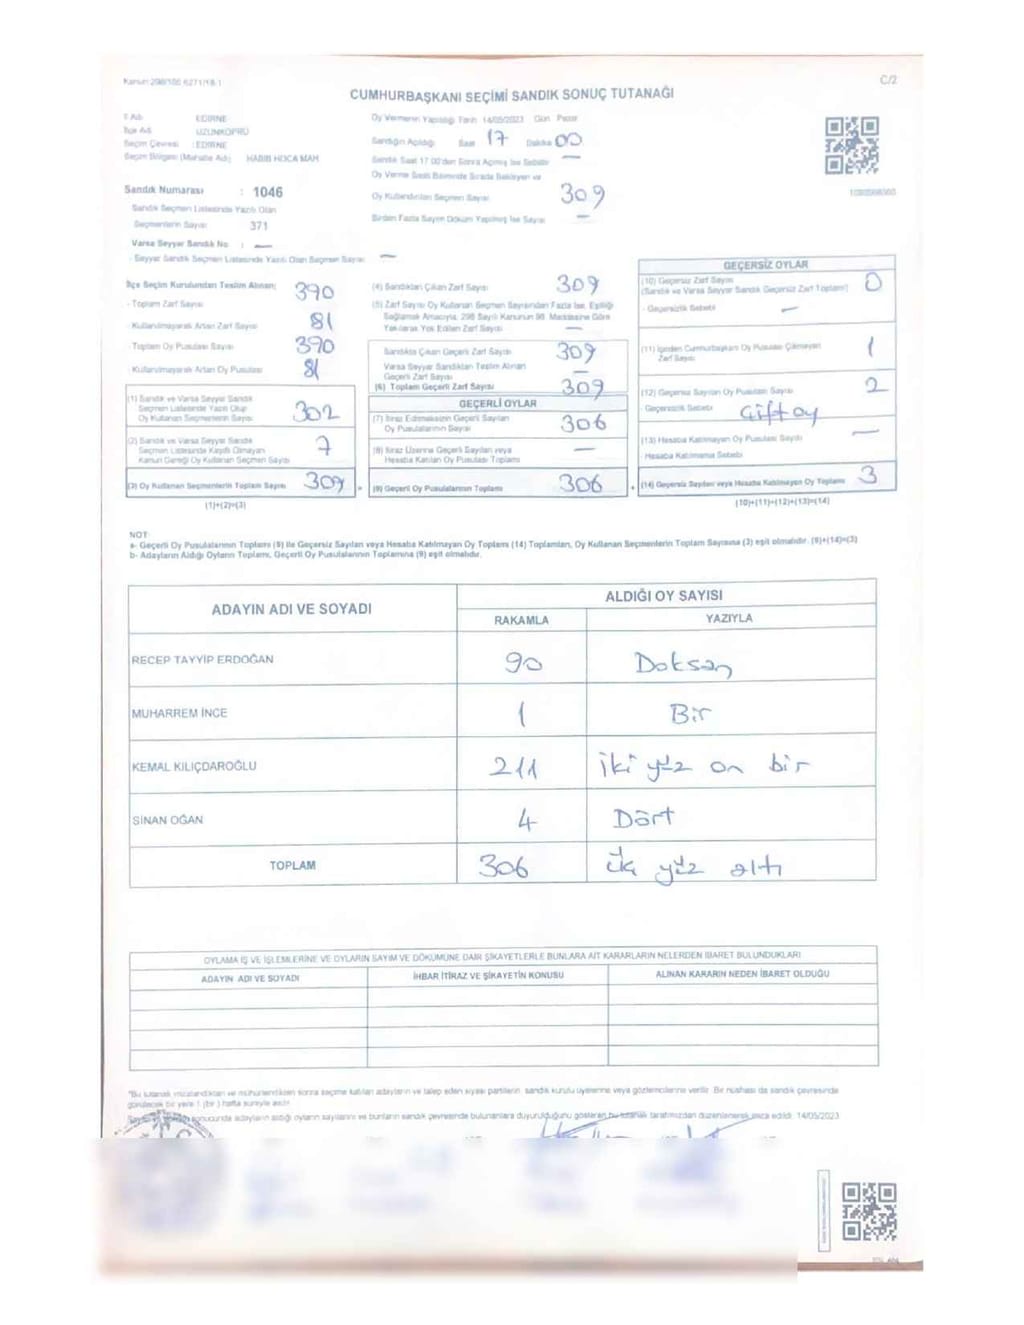 Kanun 298/105 6271/18-1
C/2
CUMHURBAŞKANI SEÇİMİ SANDIK SONUÇ TUTANAĞI
İl Adı EDİRNE
İlçe Adı UZUNKÖPRÜ
Seçim Çevresi : EDİRNE
Seçim Bölgesi (Mahalle Adı) HABİB HOCA MAH.
Sandık Numarası : 1046
Sandık Seçmen Listesinde Yazılı Olan
Seçmenlerin Sayısı 371
Varsa Seyyar Sandık No : —
- Seyyar Sandık Seçmen Listesinde Yazılı Olan Seçmen Sayısı —
Oy Vermenin Yapıldığı Tarih 14/05/2023 Gün Pazar
Sandığın Açıldığı Saat 17 Dakika 00
Sandık Saat 17.00'den Sonra Açılmış İse Sebebi —
Oy Verme Saati Bitiminde Sırada Bekleyen ve
Oy Kullandırılan Seçmen Sayısı 309
Birden Fazla Sayım Döküm Yapılmış İse Sayısı —
İlçe Seçim Kurulundan Teslim Alınan;
- Toplam Zarf Sayısı 390
- Kullanılmayarak Artan Zarf Sayısı 81
- Toplam Oy Pusulası Sayısı 390
- Kullanılmayarak Artan Oy Pusulası 81
(1) Sandık ve Varsa Seyyar Sandık
Seçmen Listesinde Yazılı Olup
Oy Kullanan Seçmenlerin Sayısı 302
(2) Sandık ve Varsa Seyyar Sandık
Seçmen Listesinde Kayıtlı Olmayan
Kanun Gereği Oy Kullanan Seçmen Sayısı 7
(3) Oy Kullanan Seçmenlerin Toplam Sayısı 309
(1)+(2)=(3)
(4) Sandıktan Çıkan Zarf Sayısı 309
(5) Zarf Sayısı Oy Kullanan Seçmen Sayısından Fazla İse, Eşitliği
Sağlamak Amacıyla, 298 Sayılı Kanunun 98. Maddesine Göre
Yakılarak Yok Edilen Zarf Sayısı —
Sandıkta Çıkan Geçerli Zarf Sayısı 309
Varsa Seyyar Sandıktan Teslim Alınan
Geçerli Zarf Sayısı —
(6) Toplam Geçerli Zarf Sayısı 309
GEÇERLİ OYLAR
(7) İtiraz Edilmeksizin Geçerli Sayılan
Oy Pusulalarının Sayısı 306
(8) İtiraz Üzerine Geçerli Sayılan veya
Hesaba Katılan Oy Pusulası Toplamı —
= (9) Geçerli Oy Pusulalarının Toplamı 306
GEÇERSİZ OYLAR
(10) Geçersiz Zarf Sayısı 0
(Sandık ve Varsa Seyyar Sandık Geçersiz Zarf Toplamı)
- Geçersizlik Sebebi —
(11) İçinden Cumhurbaşkanı Oy Pusulası Çıkmayan
Zarf Sayısı 1
(12) Geçersiz Sayılan Oy Pusulası Sayısı 2
Geçersizlik Sebebi Çift oy
(13) Hesaba Katılmayan Oy Pusulası Sayısı —
- Hesaba Katılmama Sebebi
+ (14) Geçersiz Sayılan veya Hesaba Katılmayan Oy Toplamı 3
(10)+(11)+(12)+(13)=(14)
NOT
a- Geçerli Oy Pusulalarının Toplamı (9) ile Geçersiz Sayılan veya Hesaba Katılmayan Oy Toplamı (14) Toplamları, Oy Kullanan Seçmenlerin Toplam Sayısına (3) eşit olmalıdır. (9)+(14)=(3)
b- Adayların Aldığı Oyların Toplamı, Geçerli Oy Pusulalarının Toplamına (9) eşit olmalıdır.
ADAYIN ADI VE SOYADI ALDIĞI OY SAYISI
RAKAMLA YAZIYLA
RECEP TAYYİP ERDOĞAN 90 Doksan
MUHARREM İNCE 1 Bir
KEMAL KILIÇDAROĞLU 211 iki yüz on bir
SİNAN OĞAN 4 Dört
TOPLAM 306 yüz altı
OYLAMA İŞ VE İŞLEMLERİNE VE OYLARIN SAYIM VE DÖKÜMÜNE DAİR ŞİKAYETLERLE BUNLARA AİT KARARLARIN NELERDEN İBARET BULUNDUKLARI
ADAYIN ADI VE SOYADI İHBAR İTİRAZ VE ŞİKAYETİN KONUSU ALINAN KARARIN NEDEN İBARET OLDUĞU
"Bu tutanak imzalandıktan ve mühürlendikten sonra seçime katılan adayların ve talep eden siyasi partilerin sandık kurulu üyelerine veya gözlemcilerine verilir. Bir nüshası da sandık çevresinde
görülecek bir yere 1 (bir) hafta süreyle asılır.
sonucunda adayların aldığı oyların sayılarını ve bunların sandık çevresinde bulunanlara duyurulduğunu gösteren bu tutanak tarafımızdan düzenlenerek imza edildi. 14/05/2023